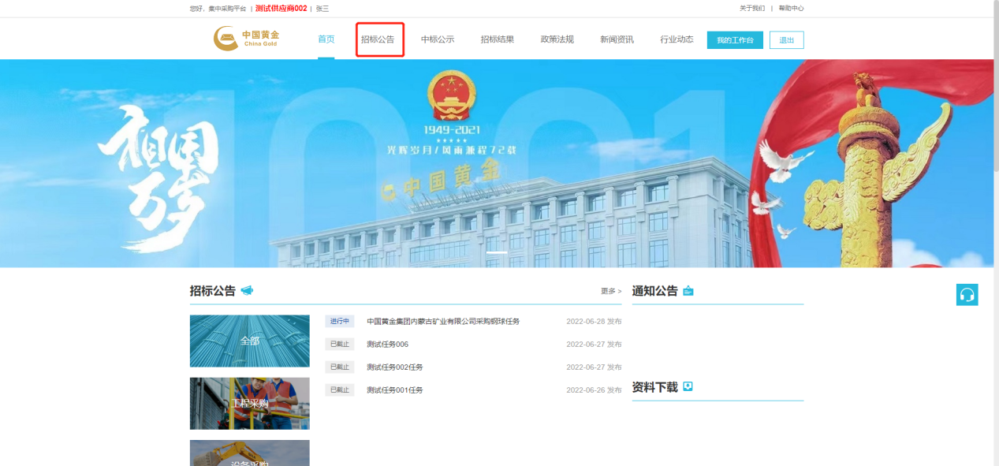 您好，集中采购平台 | 测试供应商002 | 张三
关于我们 | 帮助中心
中国黄金
China Gold
首页 招标公告 中标公示 招标结果 政策法规 新闻资讯 行业动态 我的工作台 退出
10 01
祖国万岁
1949-2021
光辉岁月/风雨兼程72载
中国黄金
招标公告 更多 >
通知公告
全部
进行中 中国黄金集团内蒙古矿业有限公司采购钢球任务 2022-06-28 发布
已截止 测试任务006 2022-06-27 发布
已截止 测试任务002任务 2022-06-27 发布
已截止 测试任务001任务 2022-06-26 发布
资料下载
工程采购
设备采购